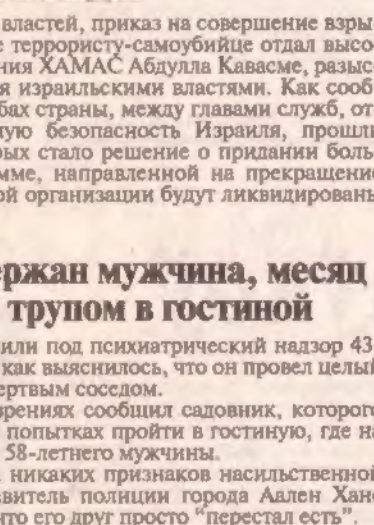 властей, приказ на совершение взры-
е террористу-самоубийце отдал высо-
ния ХАМАС Абдулла Кавасме, разыс-
я израильскими властями. Как сооб-
бах страны, между главами служб, от-
ную безопасность Израиля, прошли
рых стало решение о придании боль-
мме, направленной на прекращение
ой организации будут ликвидированы
ержан мужчина, месяц
трупом в гостиной
или под психиатрический надзор 43-
как выяснилось, что он провел целый
ертвым соседом.
зрениях сообщил садовник, которого
попытках пройти в гостиную, где на
58-летнего мужчины.
никаких признаков насильственной
авитель полиции города Аален Хано
что его друг просто "перестал есть".